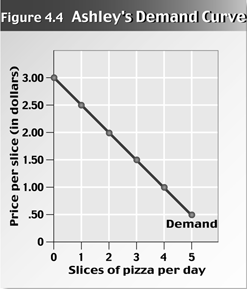 Figure 4.4 Ashley's Demand Curve
Price per slice (in dollars)
3.00
2.50
2.00
1.50
1.00
.50
0
Demand
0 1 2 3 4 5
Slices of pizza per day